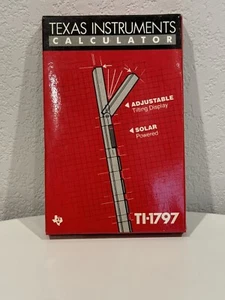 TEXAS INSTRUMENTS
CALCULATOR
ADJUSTABLE
Tilting Display
SOLAR
Powered
TI-1797